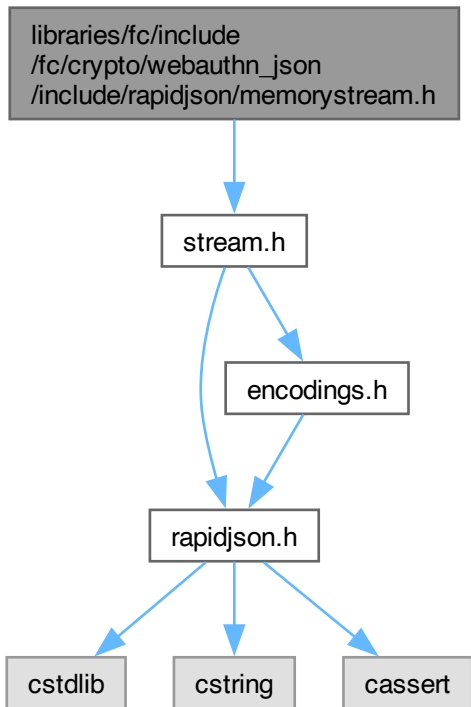 libraries/fc/include
/fc/crypto/webauthn_json
/include/rapidjson/memorystream.h
stream.h
encodings.h
rapidjson.h
cstdlib
cstring
cassert